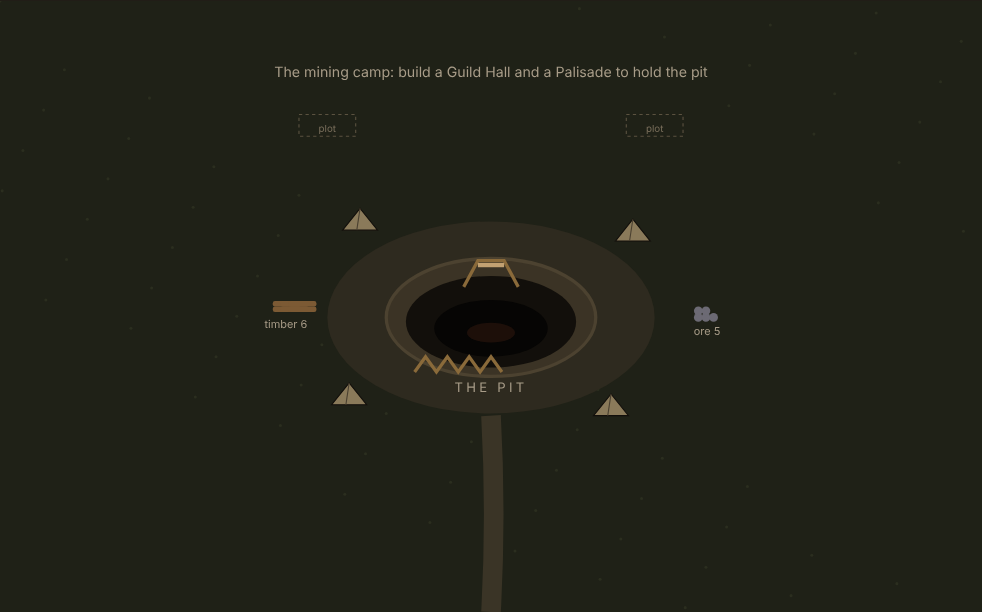 The mining camp: build a Guild Hall and a Palisade to hold the pit
plot
plot
timber 6
ore 5
THE PIT